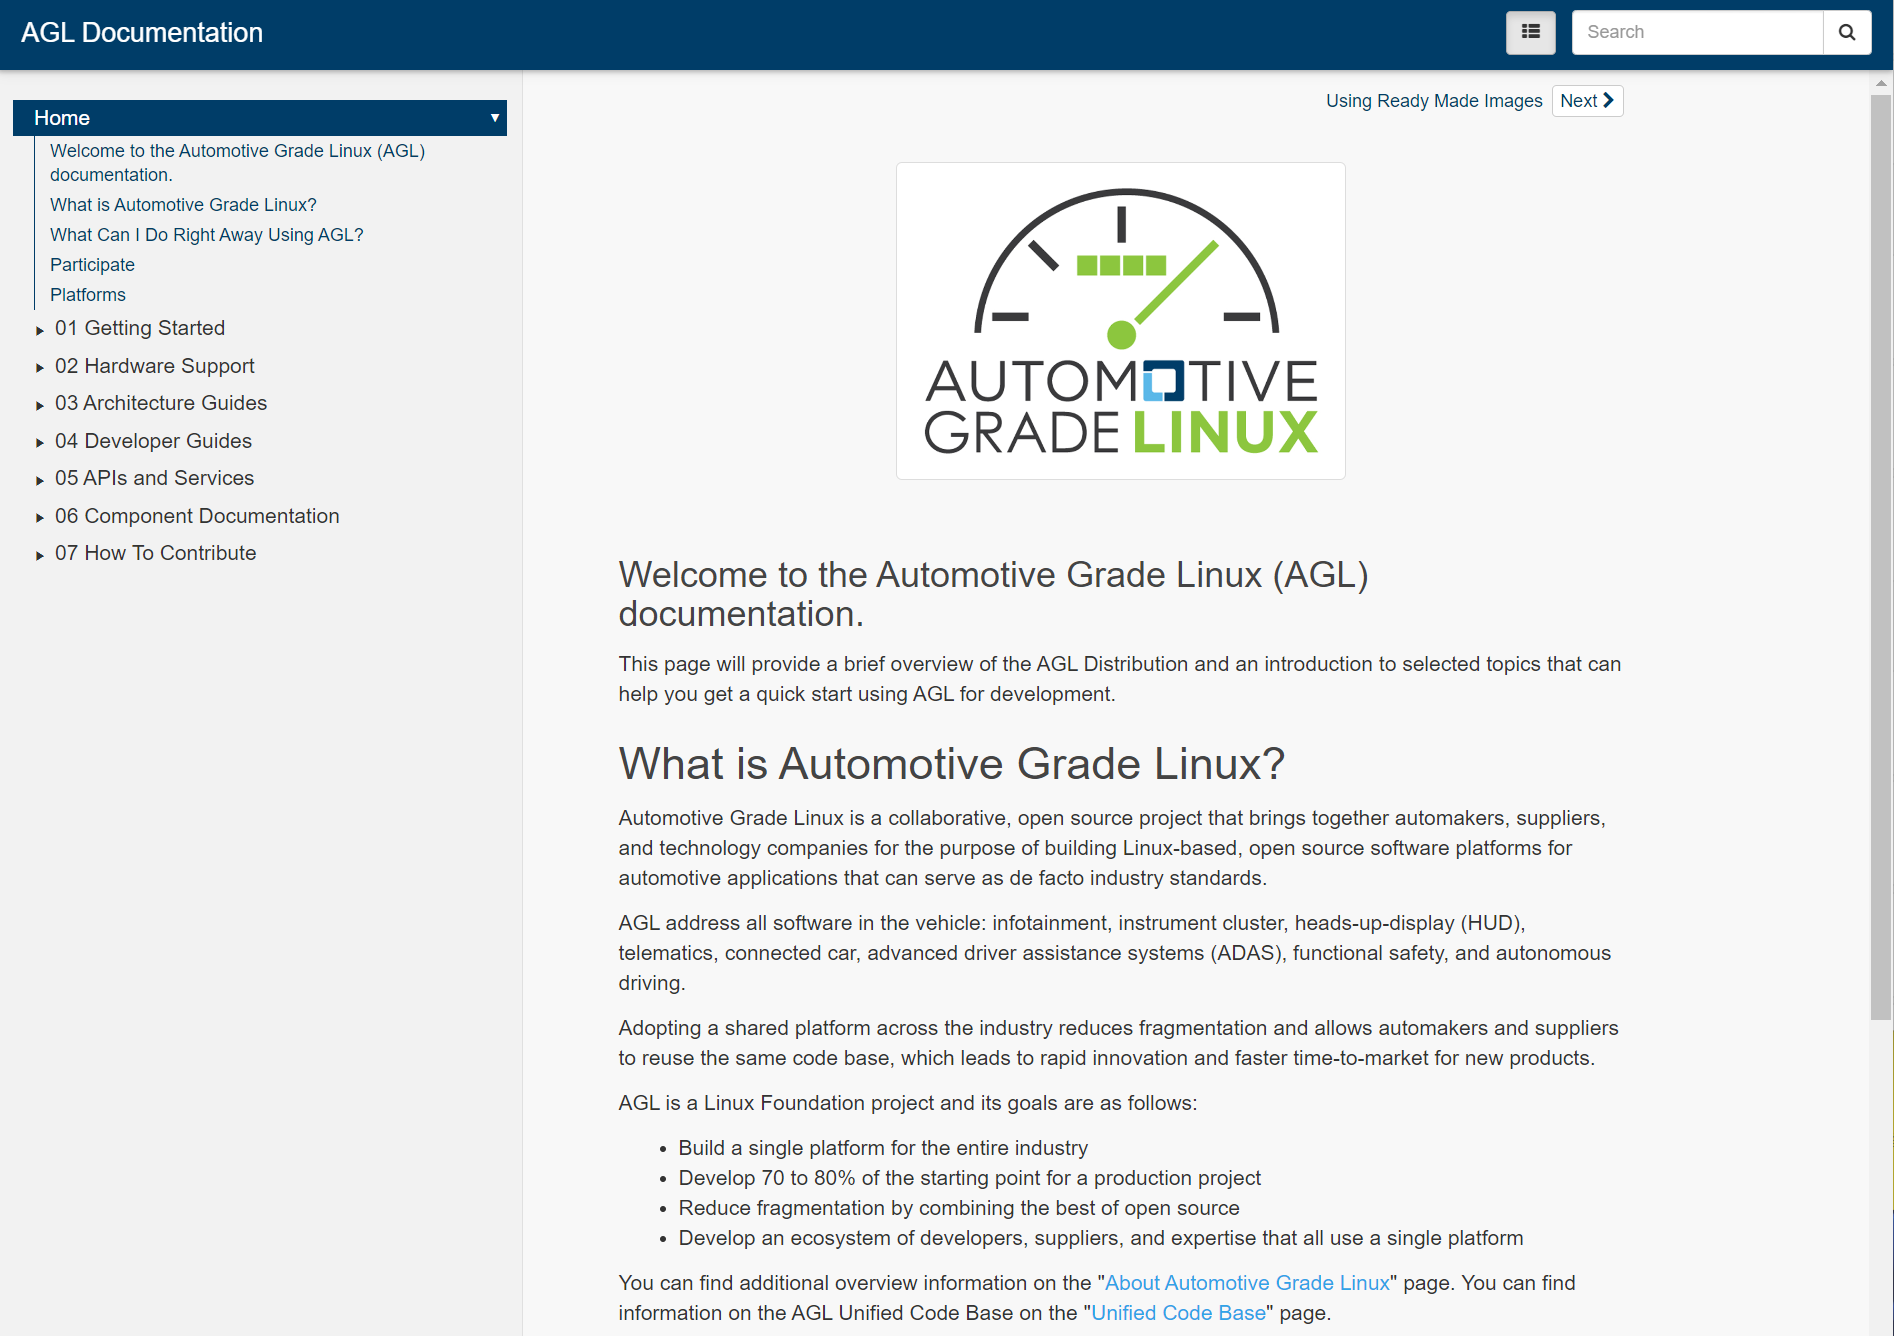 AGL Documentation
Search
Home
Welcome to the Automotive Grade Linux (AGL)
documentation.
What is Automotive Grade Linux?
What Can I Do Right Away Using AGL?
Participate
Platforms
01 Getting Started
02 Hardware Support
03 Architecture Guides
04 Developer Guides
05 APIs and Services
06 Component Documentation
07 How To Contribute
Using Ready Made Images Next
AUTOMOTIVE
GRADE LINUX
Welcome to the Automotive Grade Linux (AGL)
documentation.
This page will provide a brief overview of the AGL Distribution and an introduction to selected topics that can
help you get a quick start using AGL for development.
What is Automotive Grade Linux?
Automotive Grade Linux is a collaborative, open source project that brings together automakers, suppliers,
and technology companies for the purpose of building Linux-based, open source software platforms for
automotive applications that can serve as de facto industry standards.
AGL address all software in the vehicle: infotainment, instrument cluster, heads-up-display (HUD),
telematics, connected car, advanced driver assistance systems (ADAS), functional safety, and autonomous
driving.
Adopting a shared platform across the industry reduces fragmentation and allows automakers and suppliers
to reuse the same code base, which leads to rapid innovation and faster time-to-market for new products.
AGL is a Linux Foundation project and its goals are as follows:
• Build a single platform for the entire industry
• Develop 70 to 80% of the starting point for a production project
• Reduce fragmentation by combining the best of open source
• Develop an ecosystem of developers, suppliers, and expertise that all use a single platform
You can find additional overview information on the "About Automotive Grade Linux" page. You can find
information on the AGL Unified Code Base on the "Unified Code Base" page.